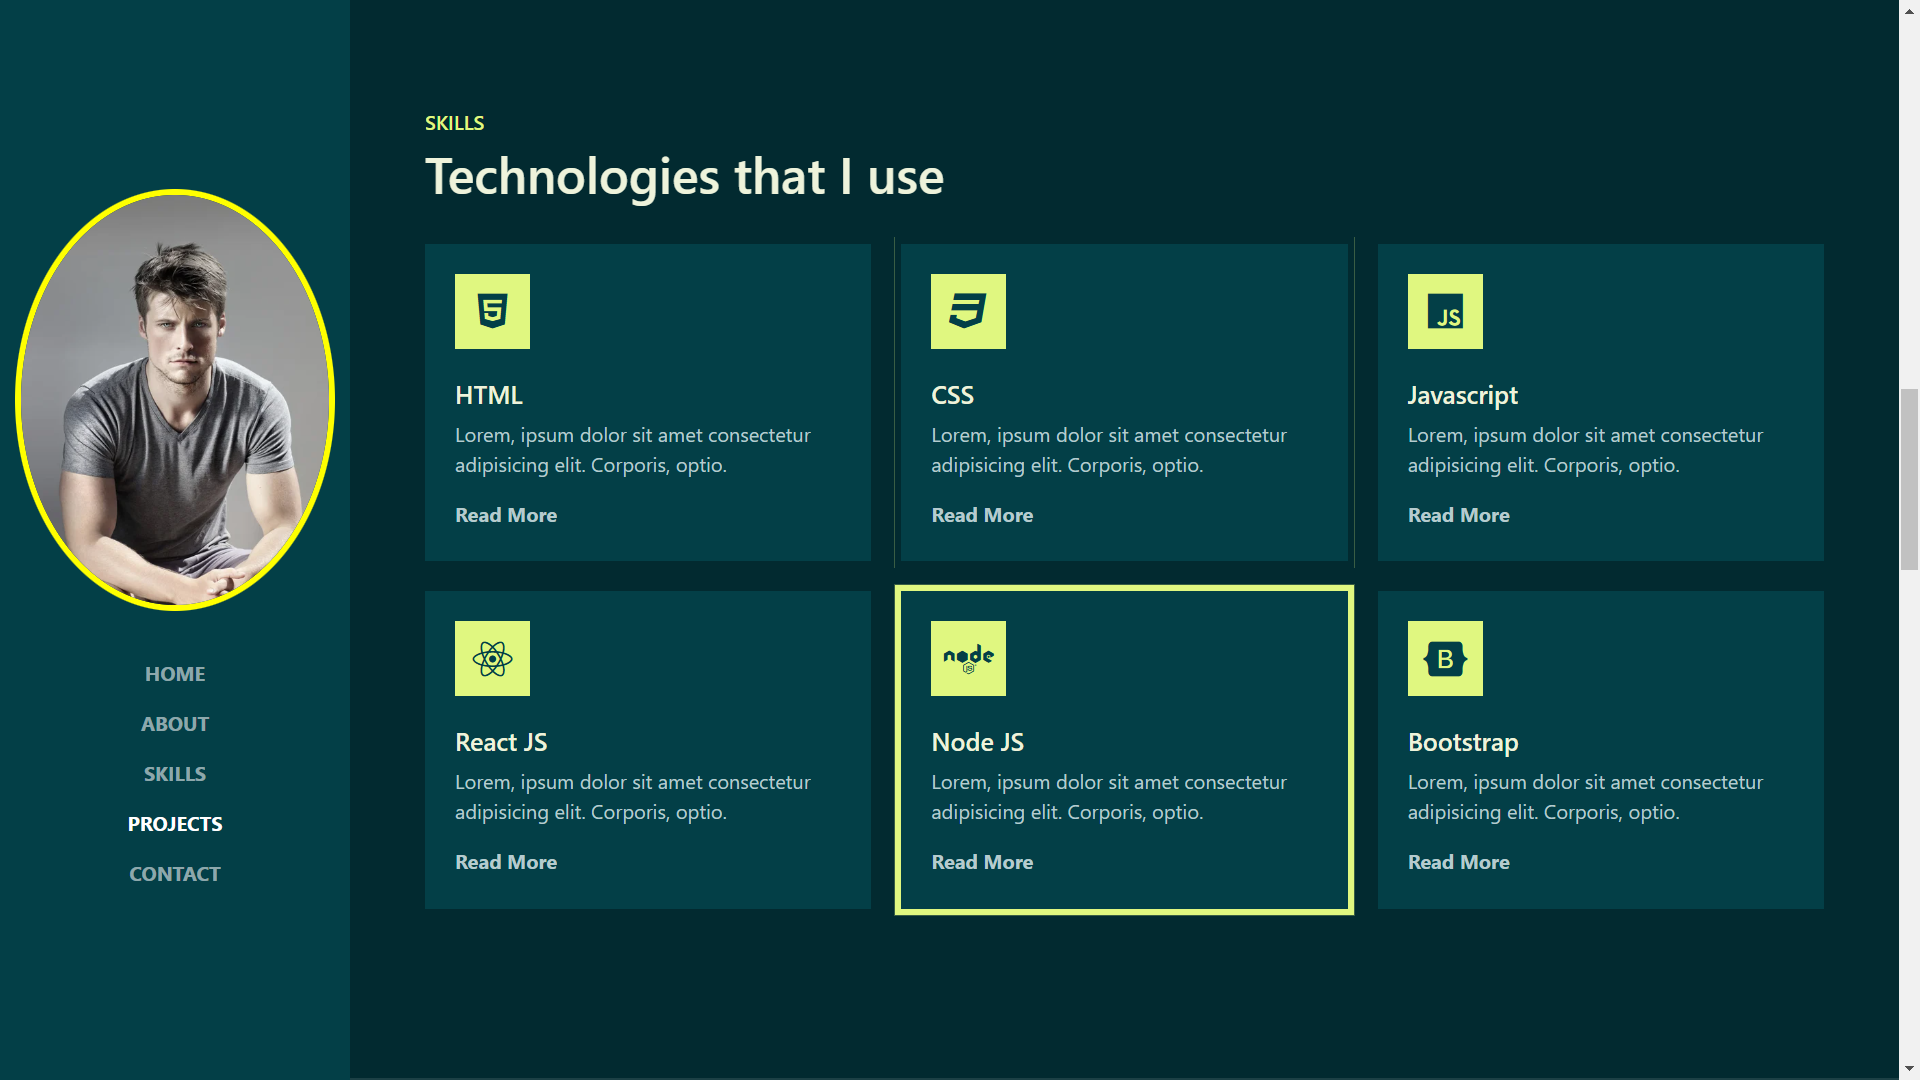 HOME
ABOUT
SKILLS
PROJECTS
CONTACT
SKILLS
Technologies that I use
HTML
Lorem, ipsum dolor sit amet consectetur
adipisicing elit. Corporis, optio.
Read More
CSS
Lorem, ipsum dolor sit amet consectetur
adipisicing elit. Corporis, optio.
Read More
JS
Javascript
Lorem, ipsum dolor sit amet consectetur
adipisicing elit. Corporis, optio.
Read More
React JS
Lorem, ipsum dolor sit amet consectetur
adipisicing elit. Corporis, optio.
Read More
node
JS
Node JS
Lorem, ipsum dolor sit amet consectetur
adipisicing elit. Corporis, optio.
Read More
B
Bootstrap
Lorem, ipsum dolor sit amet consectetur
adipisicing elit. Corporis, optio.
Read More